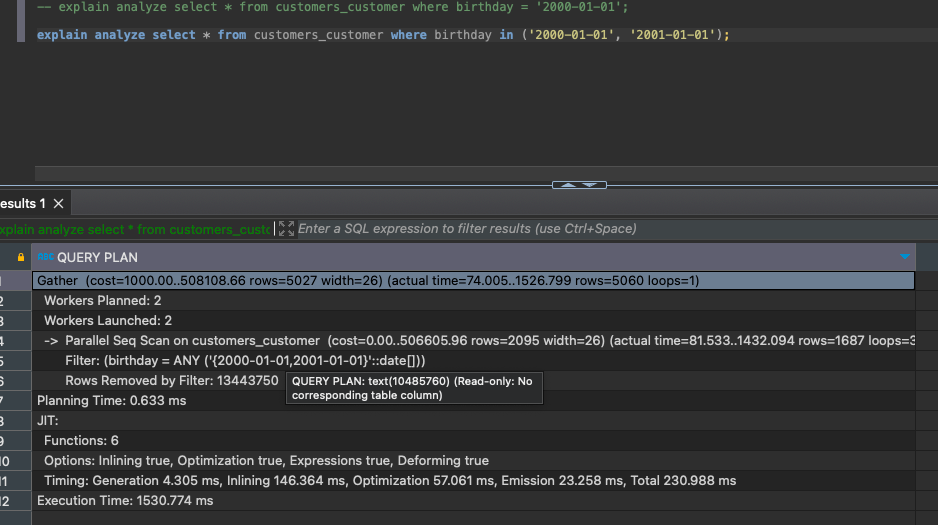 -- explain analyze select * from customers_customer where birthday = '2000-01-01';
explain analyze select * from customers_customer where birthday in ('2000-01-01', '2001-01-01');
esults 1
xplain analyze select * from customers_custo
Enter a SQL expression to filter results (use Ctrl+Space)
QUERY PLAN
1 Gather (cost=1000.00..508108.66 rows=5027 width=26) (actual time=74.005..1526.799 rows=5060 loops=1)
2 Workers Planned: 2
3 Workers Launched: 2
4 -> Parallel Seq Scan on customers_customer (cost=0.00..506605.96 rows=2095 width=26) (actual time=81.533..1432.094 rows=1687 loops=3
5 Filter: (birthday = ANY ('{2000-01-01,2001-01-01}'::date[]))
6 Rows Removed by Filter: 13443750
QUERY PLAN: text(10485760) (Read-only: No
corresponding table column)
7 Planning Time: 0.633 ms
8 JIT:
9 Functions: 6
10 Options: Inlining true, Optimization true, Expressions true, Deforming true
11 Timing: Generation 4.305 ms, Inlining 146.364 ms, Optimization 57.061 ms, Emission 23.258 ms, Total 230.988 ms
12 Execution Time: 1530.774 ms